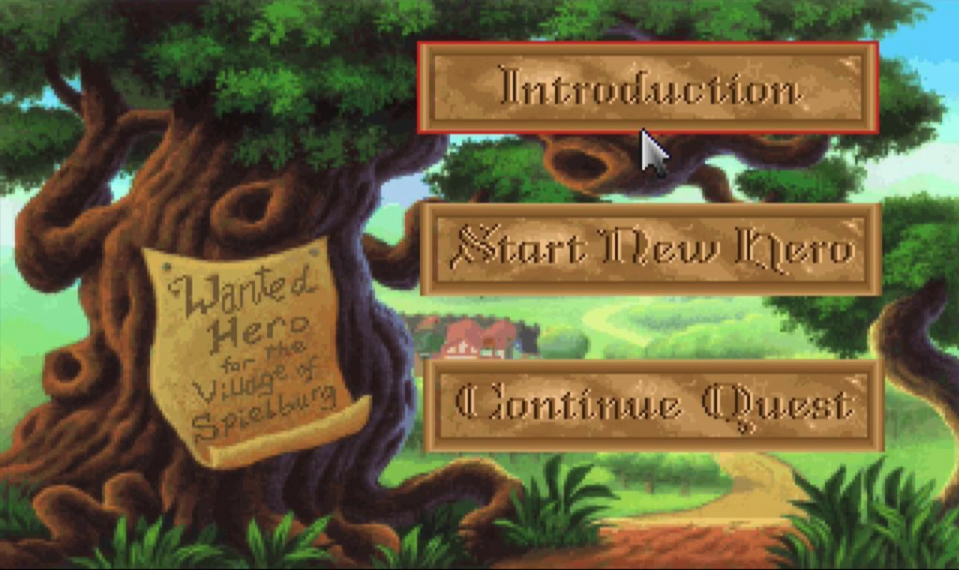 Introduction
Start New Hero
Continue Quest
Wanted
Hero
for the
Village of
Spielburg